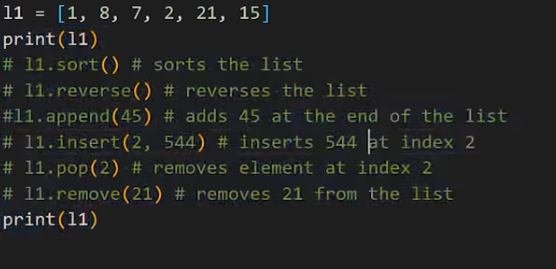 l1 = [1, 8, 7, 2, 21, 15]
print(l1)
# l1.sort() # sorts the list
# l1.reverse() # reverses the list
#l1.append(45) # adds 45 at the end of the list
# l1.insert(2, 544) # inserts 544 at index 2
# l1.pop(2) # removes element at index 2
# l1.remove(21) # removes 21 from the list
print(l1)